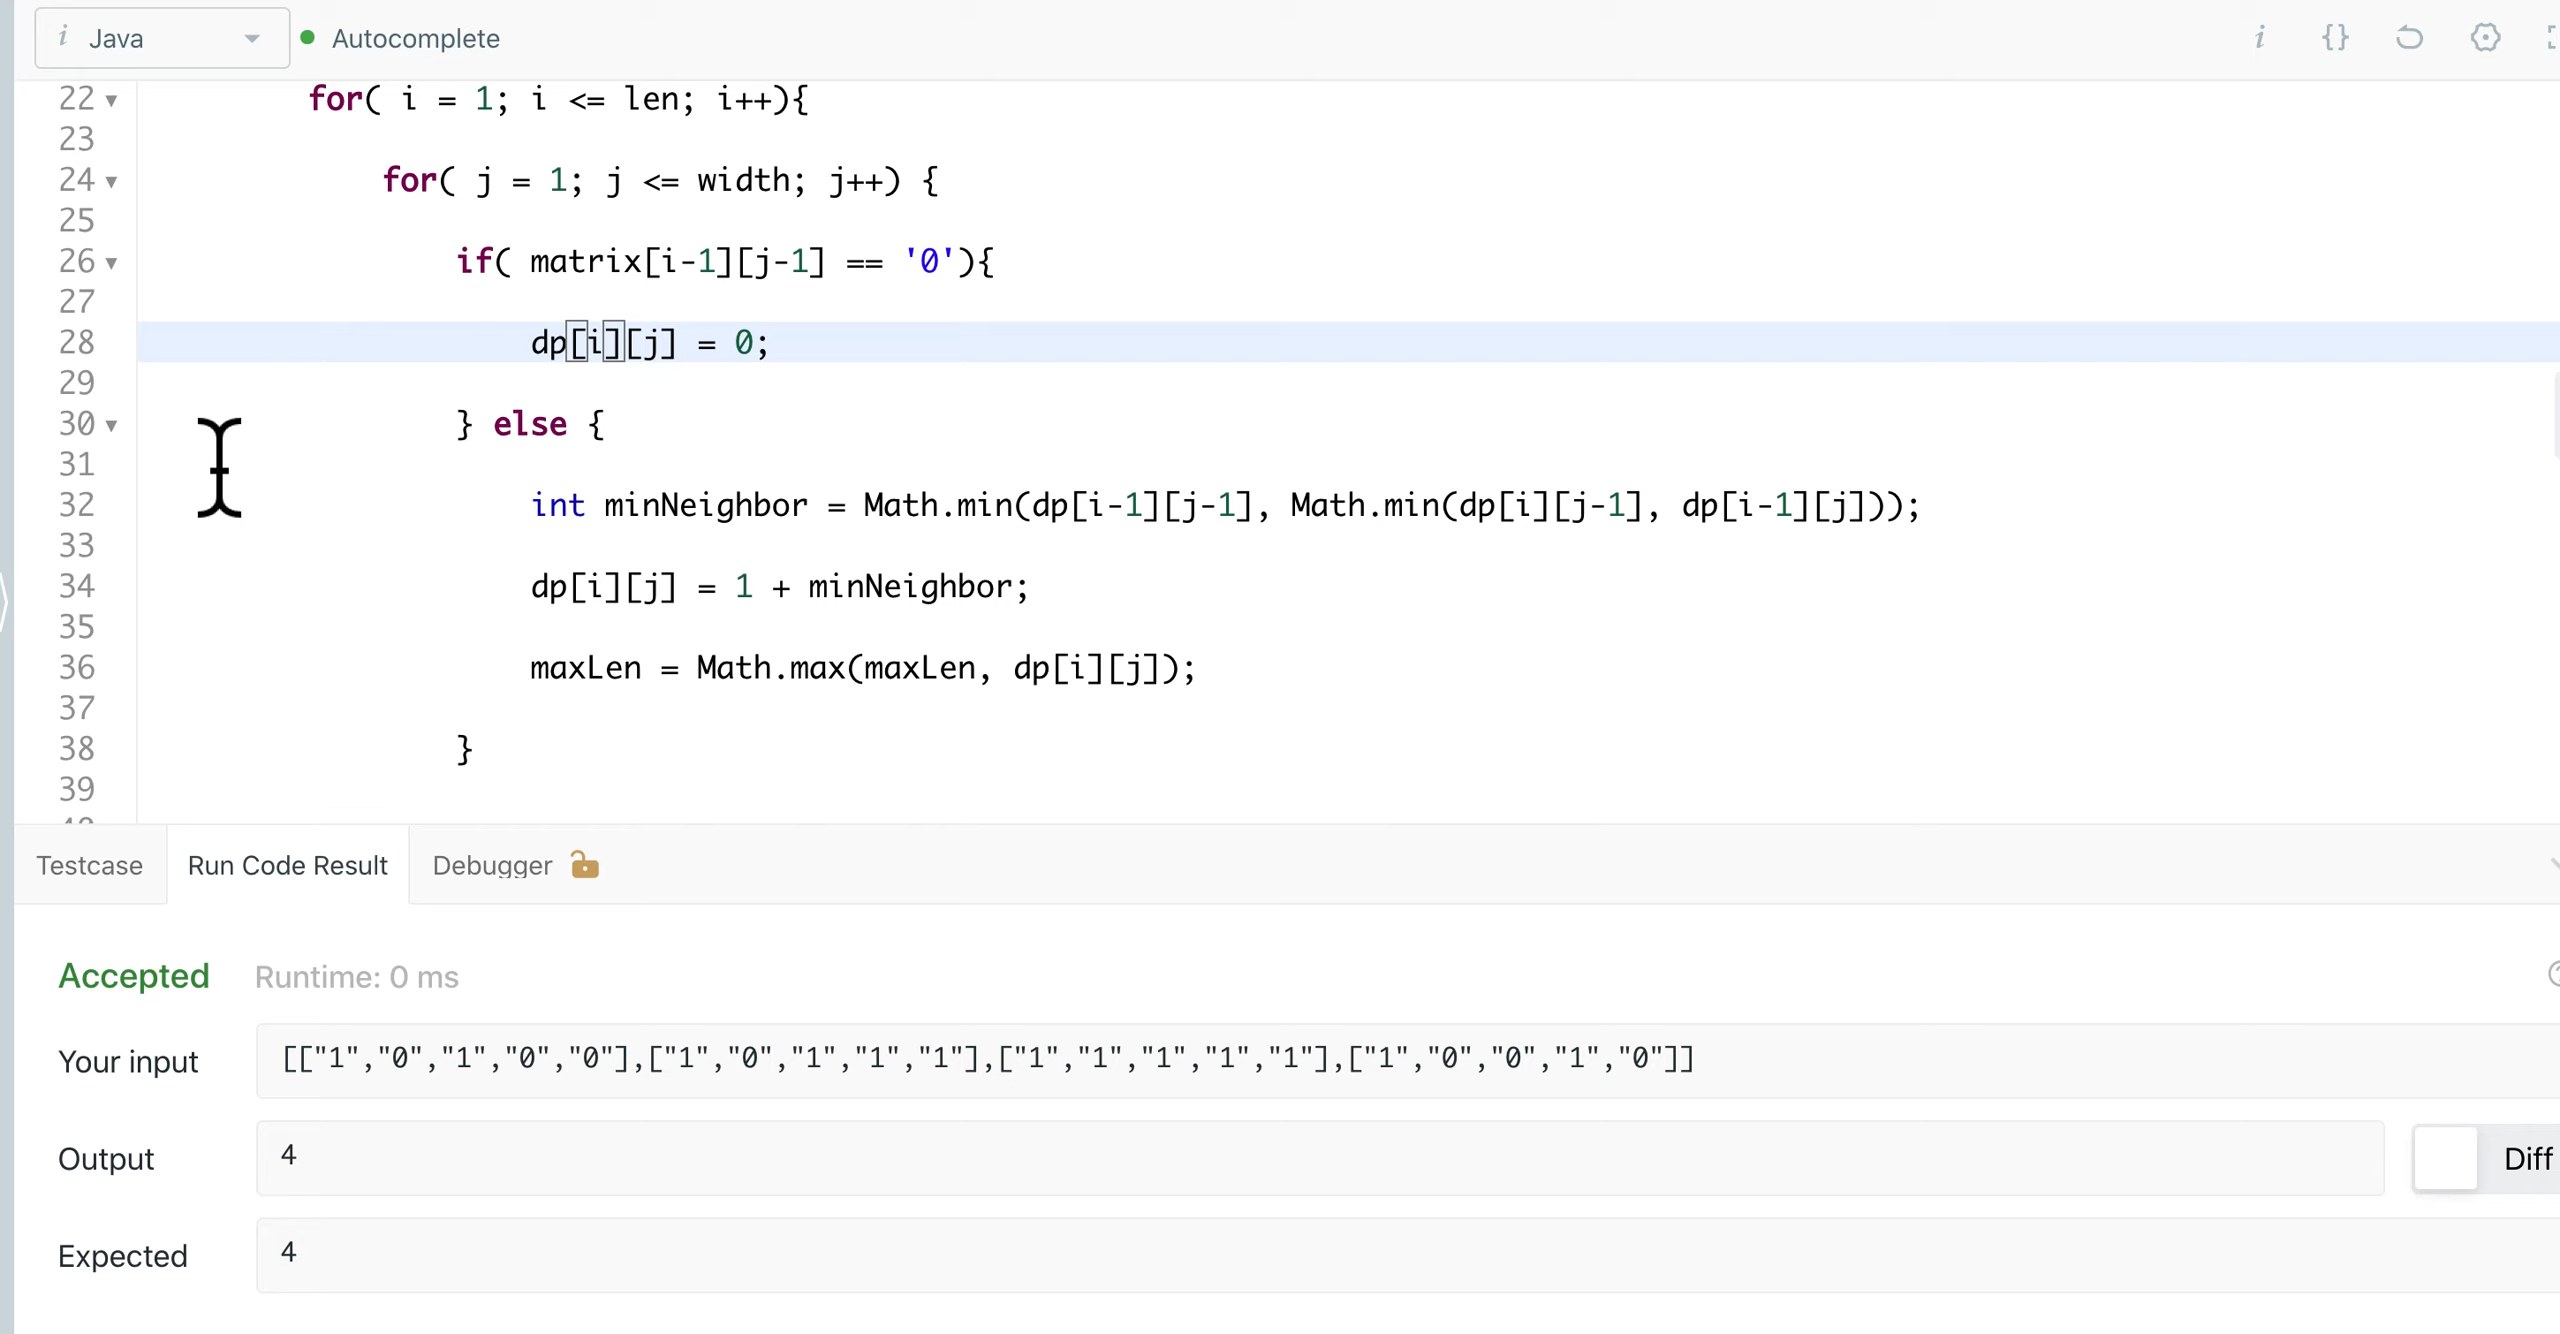 i Java Autocomplete i {}
22 for( i = 1; i <= len; i++){
23
24 for( j = 1; j <= width; j++) {
25
26 if( matrix[i-1][j-1] == '0'){
27
28 dp[i][j] = 0;
29
30 } else {
31
32 int minNeighbor = Math.min(dp[i-1][j-1], Math.min(dp[i][j-1], dp[i-1][j]));
33
34 dp[i][j] = 1 + minNeighbor;
35
36 maxLen = Math.max(maxLen, dp[i][j]);
37
38 }
39
Testcase Run Code Result Debugger
Accepted Runtime: 0 ms
Your input [["1","0","1","0","0"],["1","0","1","1","1"],["1","1","1","1","1"],["1","0","0","1","0"]]
Output 4 Diff
Expected 4